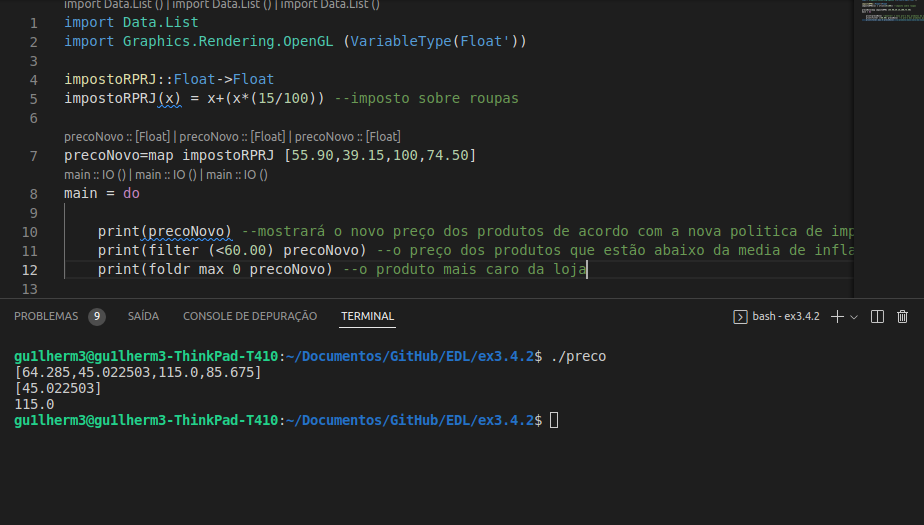 import Data.List () | import Data.List () | import Data.List ()
1 import Data.List
2 import Graphics.Rendering.OpenGL (VariableType(Float'))
3
4 impostoRPRJ::Float->Float
5 impostoRPRJ(x) = x+(x*(15/100)) --imposto sobre roupas
6
precoNovo :: [Float] | precoNovo :: [Float] | precoNovo :: [Float]
7 precoNovo=map impostoRPRJ [55.90,39.15,100,74.50]
main :: IO () | main :: IO () | main :: IO ()
8 main = do
9
10 print(precoNovo) --mostrará o novo preço dos produtos de acordo com a nova politica de imp
11 print(filter (<60.00) precoNovo) --o preço dos produtos que estão abaixo da media de infla
12 print(foldr max 0 precoNovo) --o produto mais caro da loja
13
PROBLEMAS 9 SAÍDA CONSOLE DE DEPURAÇÃO TERMINAL bash - ex3.4.2
gu1lherm3@gu1lherm3-ThinkPad-T410:~/Documentos/GitHub/EDL/ex3.4.2$ ./preco
[64.285,45.022503,115.0,85.675]
[45.022503]
115.0
gu1lherm3@gu1lherm3-ThinkPad-T410:~/Documentos/GitHub/EDL/ex3.4.2$